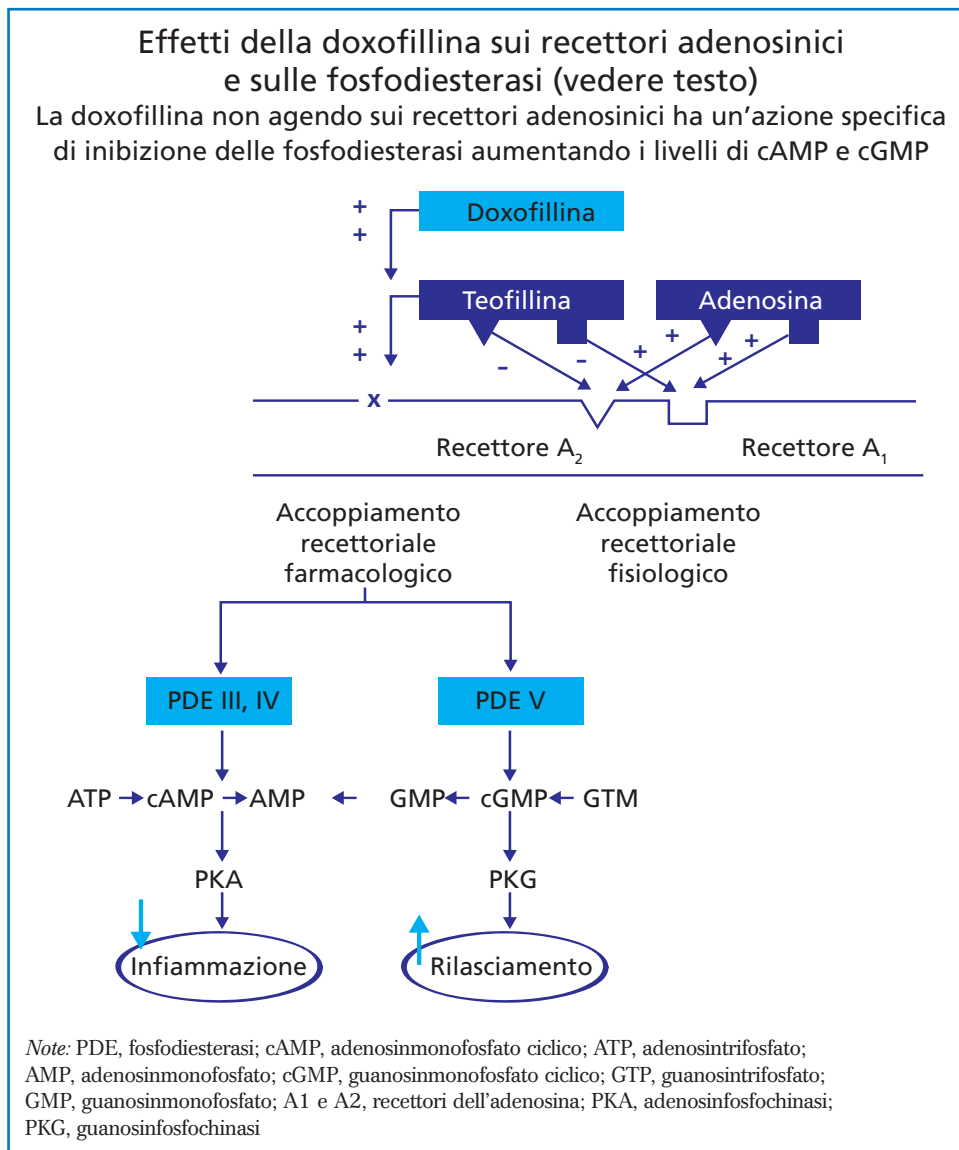 Effetti della doxofillina sui recettori adenosinici
e sulle fosfodiesterasi (vedere testo)
La doxofillina non agendo sui recettori adenosinici ha un'azione specifica
di inibizione delle fosfodiesterasi aumentando i livelli di cAMP e cGMP
+
+
Doxofillina
Teofillina
Adenosina
+
+
– – + + + +
x
Recettore A₂
Recettore A₁
Accoppiamento
recettoriale
farmacologico
Accoppiamento
recettoriale
fisiologico
PDE III, IV
PDE V
ATP cAMP AMP
GMP cGMP GTM
PKA
PKG
Infiammazione
Rilasciamento
Note: PDE, fosfodiesterasi; cAMP, adenosinmonofosfato ciclico; ATP, adenosintrifosfato;
AMP, adenosinmonofosfato; cGMP, guanosinmonofosfato ciclico; GTP, guanosintrifosfato;
GMP, guanosinmonofosfato; A1 e A2, recettori dell'adenosina; PKA, adenosinfosfochinasi;
PKG, guanosinfosfochinasi